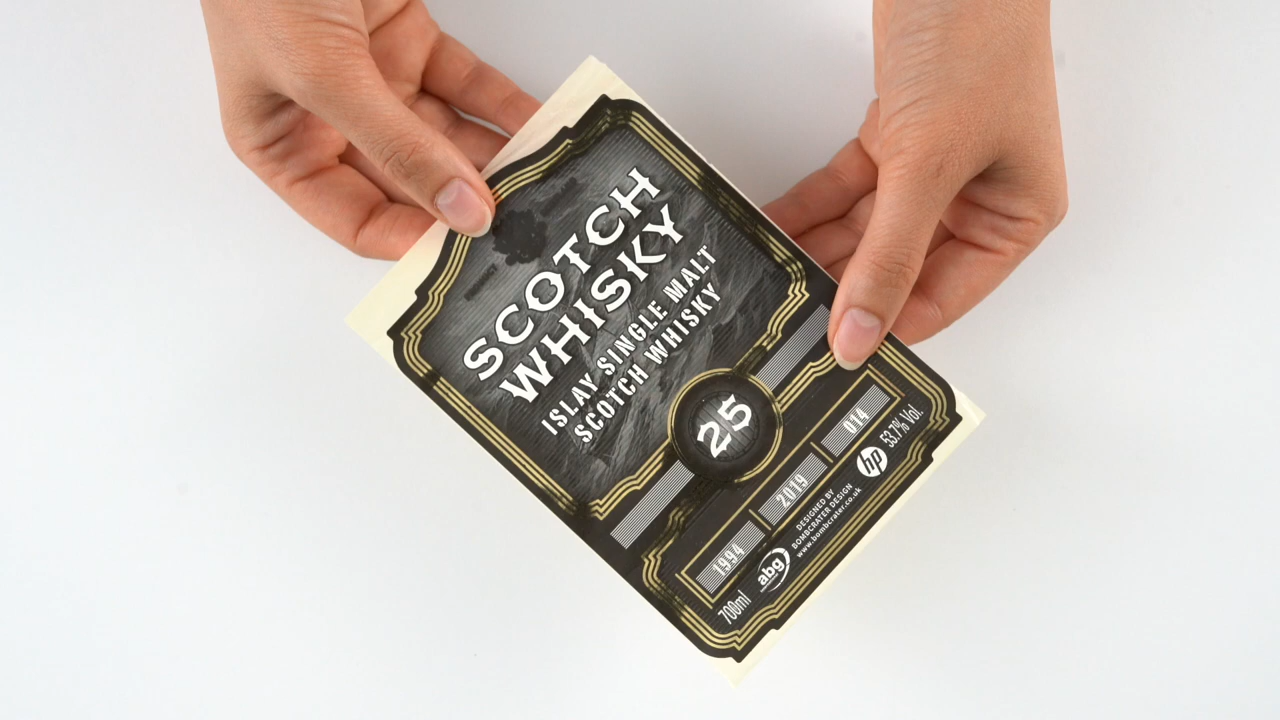 SCOTCH
WHISKY
ISLAY SINGLE MALT
SCOTCH WHISKY
25
1994
2019
014
700ml
abg
DESIGNED BY
BOMBCRATER DESIGN
www.bombcrater.co.uk
hp
53.7% Vol.